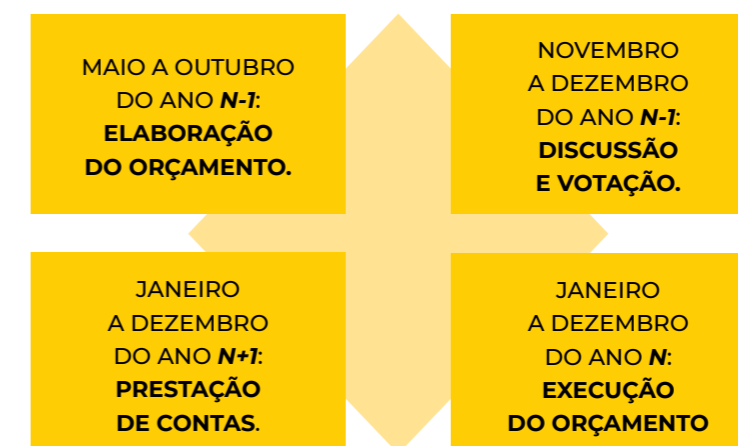 MAIO A OUTUBRO
DO ANO N-1:
ELABORAÇÃO
DO ORÇAMENTO.
NOVEMBRO
A DEZEMBRO
DO ANO N-1:
DISCUSSÃO
E VOTAÇÃO.
JANEIRO
A DEZEMBRO
DO ANO N+1:
PRESTAÇÃO
DE CONTAS.
JANEIRO
A DEZEMBRO
DO ANO N:
EXECUÇÃO
DO ORÇAMENTO